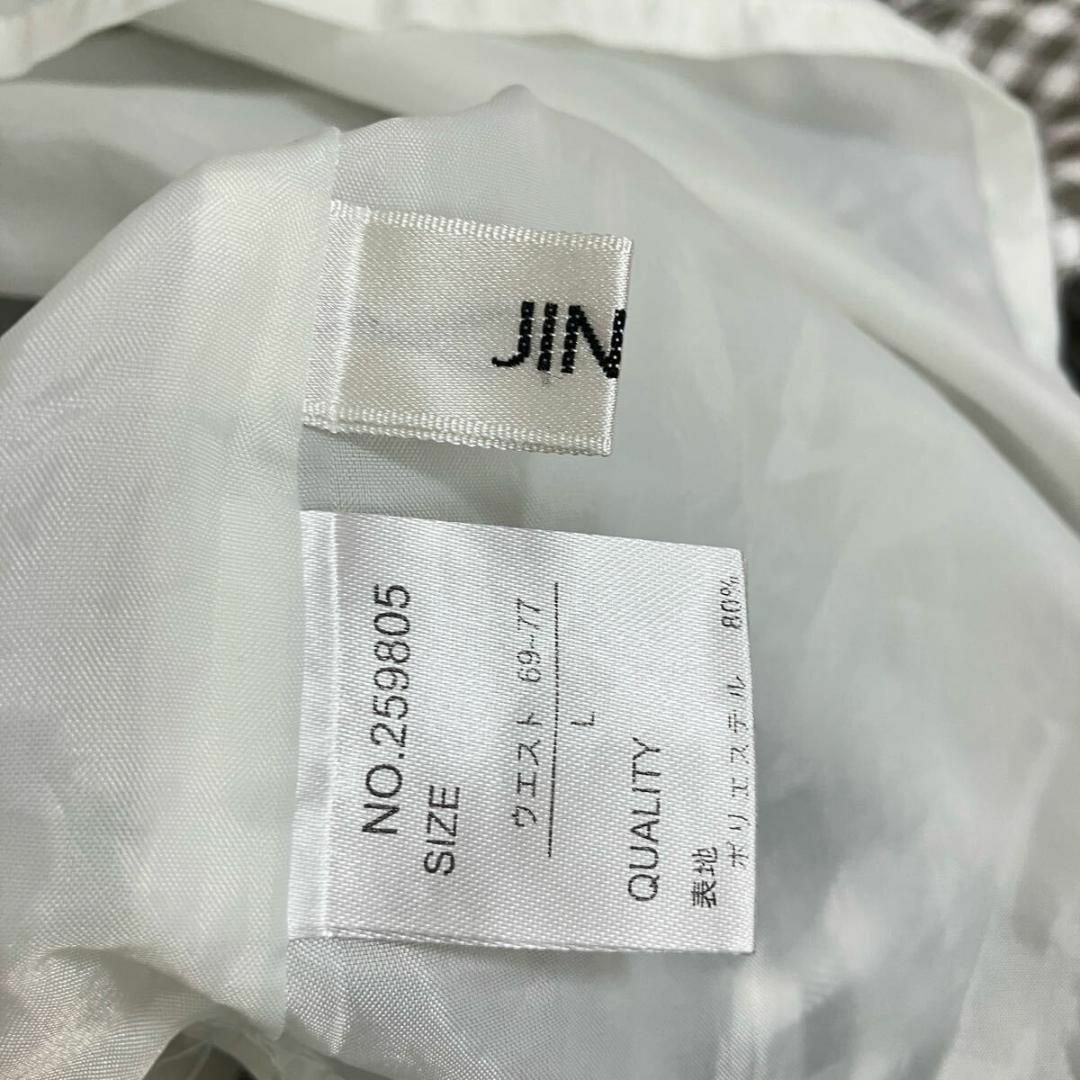 JIN
NO.259805
SIZE
ウエスト 69~77
L
QUALITY
表地
ポリエステル 80%